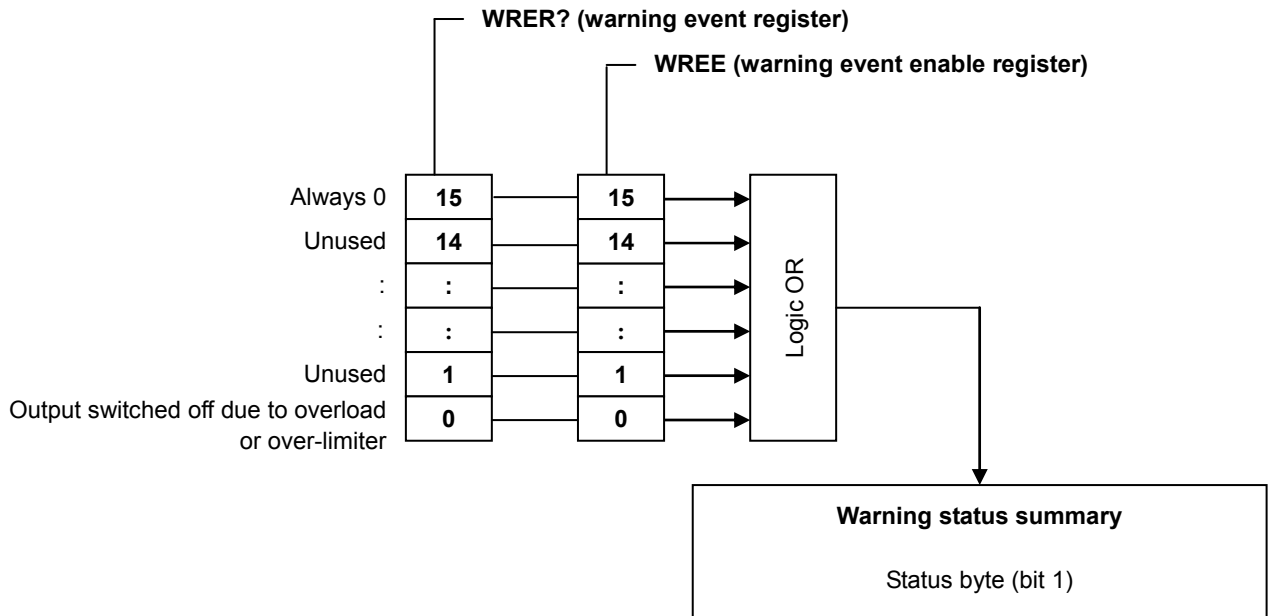 WRER? (warning event register)
WREE (warning event enable register)
Always 0 15 15
Unused 14 14
: : :
: : :
Unused 1 1
Output switched off due to overload
or over-limiter 0 0
Logic OR
Warning status summary
Status byte (bit 1)